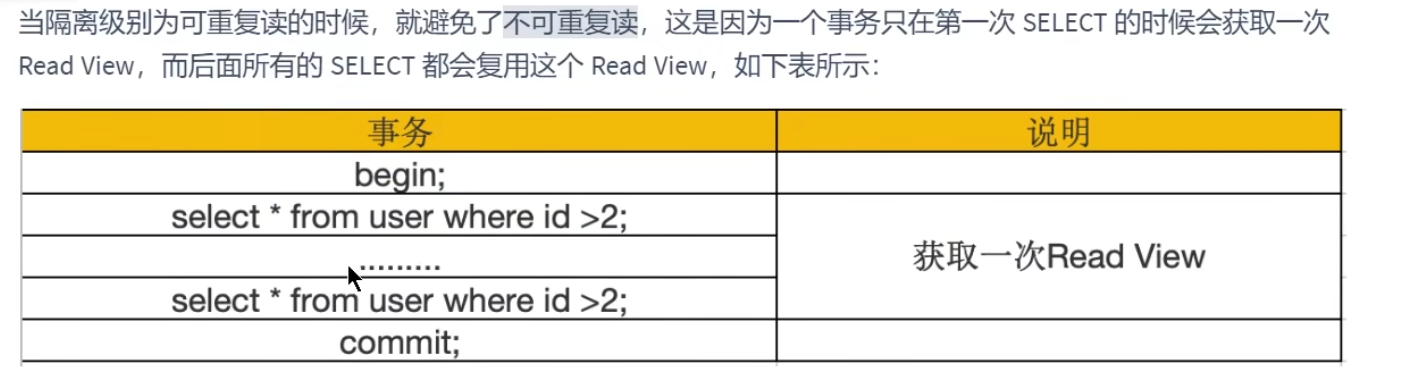 当隔离级别为可重复读的时候，就避免了不可重复读，这是因为一个事务只在第一次 SELECT 的时候会获取一次
Read View，而后面所有的 SELECT 都会复用这个 Read View，如下表所示：
事务 说明
begin;
select * from user where id >2;
获取一次Read View
.........
select * from user where id >2;
commit;